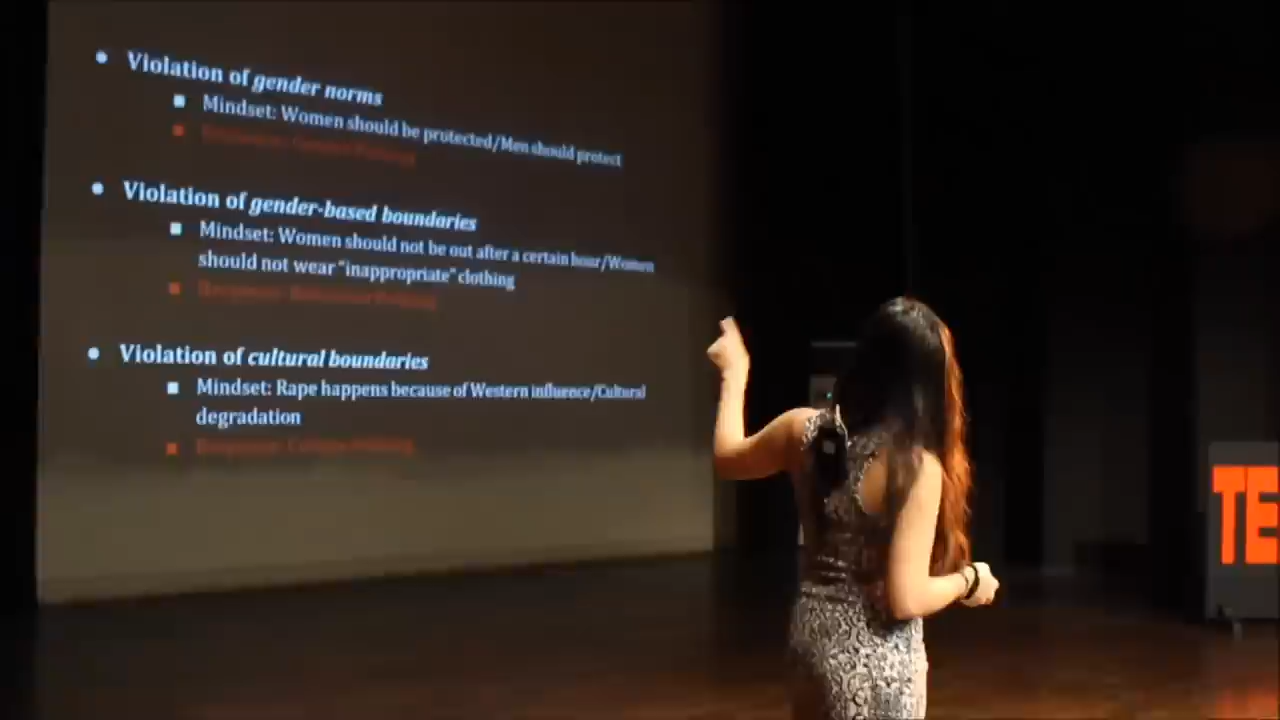 • Violation of gender norms
▪ Mindset: Women should be protected/Men should protect
• Violation of gender-based boundaries
▪ Mindset: Women should not be out after a certain hour/Women
should not wear "inappropriate" clothing
• Violation of cultural boundaries
▪ Mindset: Rape happens because of Western influence/Cultural
degradation
TE